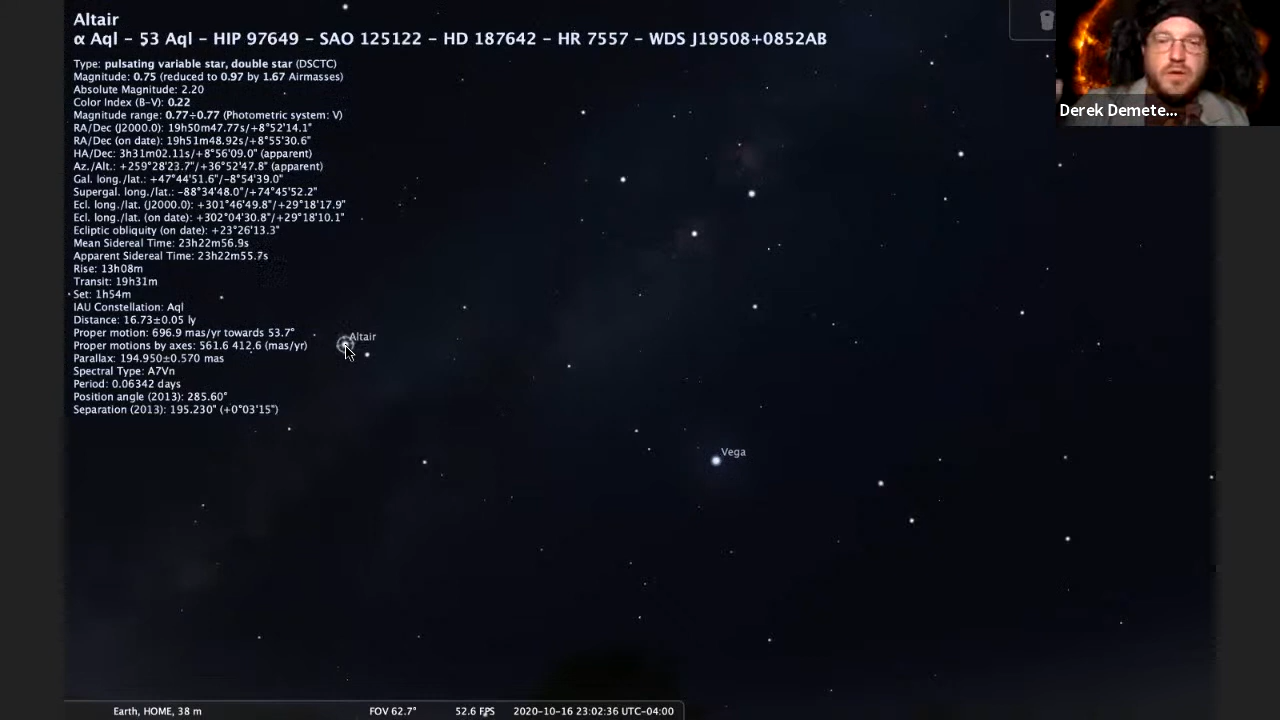 Altair
α Aql - 53 Aql - HIP 97649 - SAO 125122 - HD 187642 - HR 7557 - WDS J19508+0852AB
Type: pulsating variable star, double star (DSCTC)
Magnitude: 0.75 (reduced to 0.97 by 1.67 Airmasses)
Absolute Magnitude: 2.20
Color Index (B-V): 0.22
Magnitude range: 0.77÷0.77 (Photometric system: V)
RA/Dec (J2000.0): 19h50m47.77s/+8°52'14.1"
RA/Dec (on date): 19h51m48.92s/+8°55'30.6"
HA/Dec: 3h31m02.11s/+8°56'09.0" (apparent)
Az./Alt.: +259°28'23.7"/+36°52'47.8" (apparent)
Gal. long./lat.: +47°44'51.6"/-8°54'39.0"
Supergal. long./lat.: -88°34'48.0"/+74°45'52.2"
Ecl. long./lat. (J2000.0): +301°46'49.8"/+29°18'17.9"
Ecl. long./lat. (on date): +302°04'30.8"/+29°18'10.1"
Ecliptic obliquity (on date): +23°26'13.3"
Mean Sidereal Time: 23h22m56.9s
Apparent Sidereal Time: 23h22m55.7s
Rise: 13h08m
Transit: 19h31m
Set: 1h54m
IAU Constellation: Aql
Distance: 16.73±0.05 ly
Proper motion: 696.9 mas/yr towards 53.7°
Proper motions by axes: 561.6 412.6 (mas/yr)
Parallax: 194.950±0.570 mas
Spectral Type: A7Vn
Period: 0.06342 days
Position angle (2013): 285.60°
Separation (2013): 195.230" (+0°03'15")
Derek Demete...
Altair
Vega
Earth, HOME, 38 m FOV 62.7° 52.6 FPS 2020-10-16 23:02:36 UTC-04:00